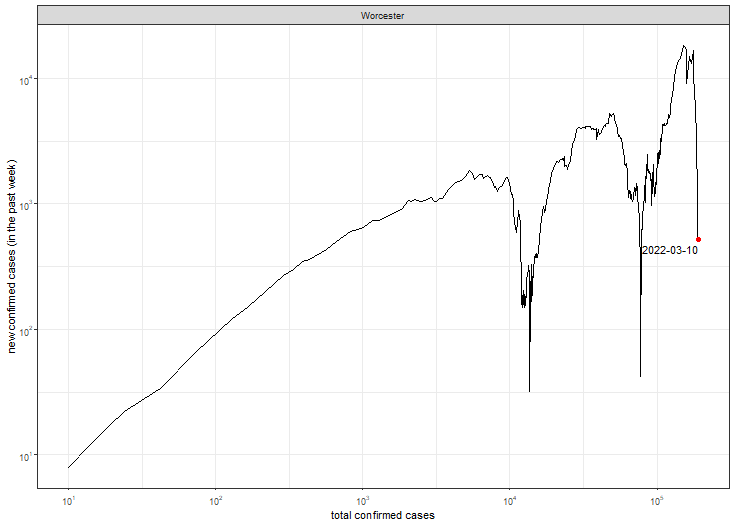 Worcester
new confirmed cases (in the past week)
10⁴
10³
10²
10¹
2022-03-10
10¹ 10² 10³ 10⁴ 10⁵
total confirmed cases